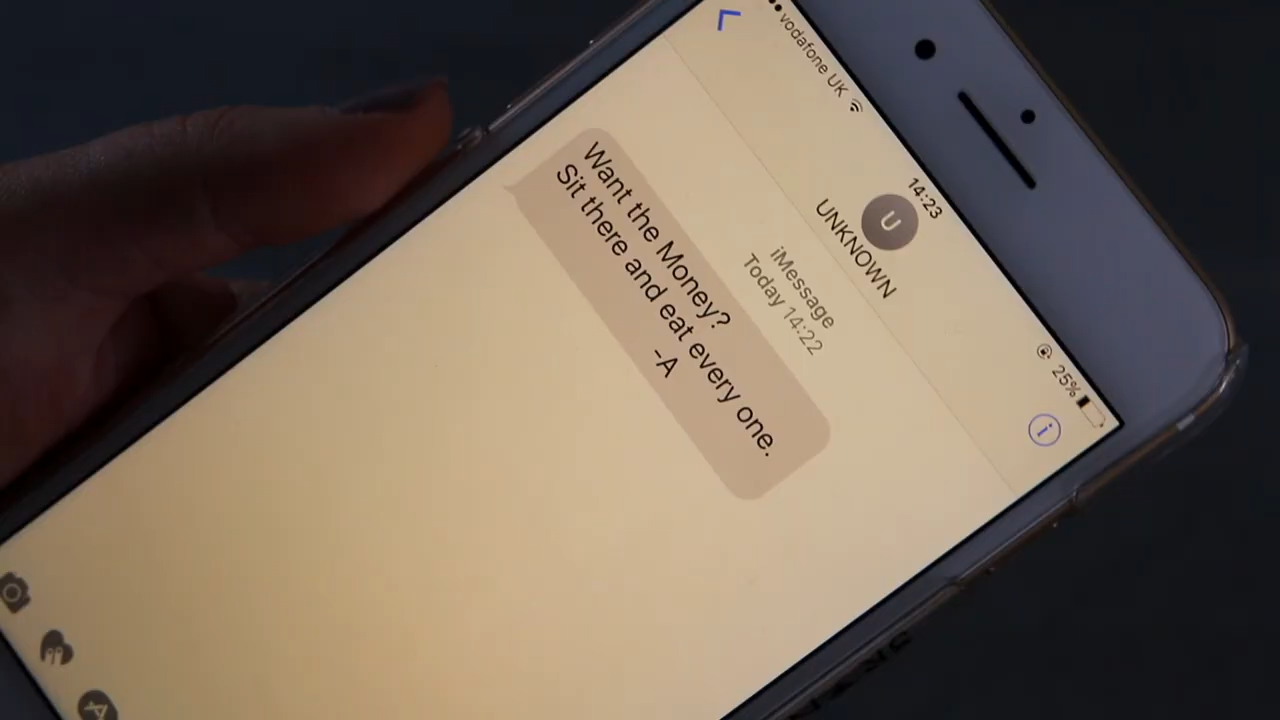 vodafone UK
14:23
25%
U
UNKNOWN
iMessage
Today 14:22
Want the Money?
Sit there and eat every one.
-A